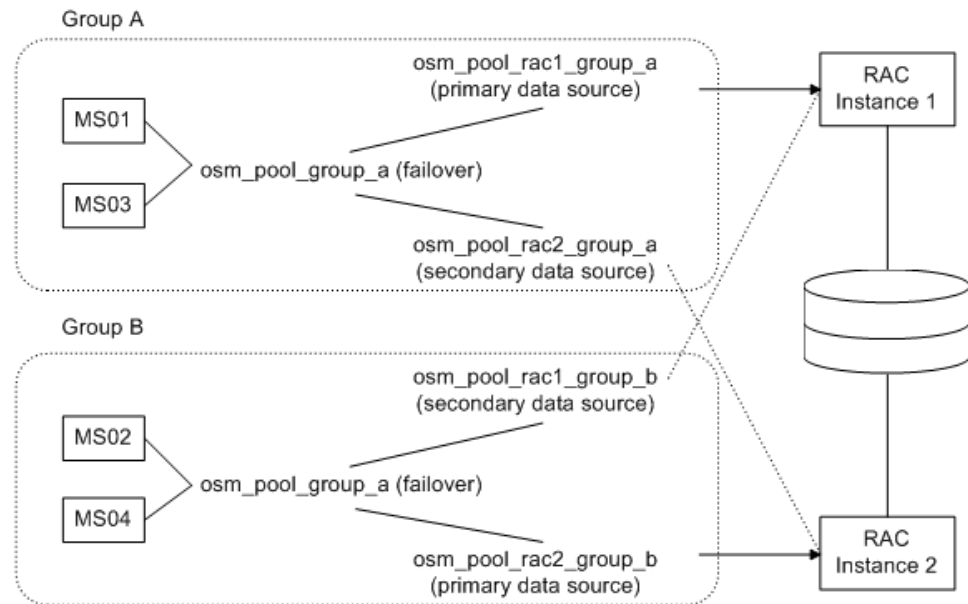 Group A
osm_pool_rac1_group_a
(primary data source)
RAC
Instance 1
MS01
osm_pool_group_a (failover)
MS03
osm_pool_rac2_group_a
(secondary data source)
Group B
osm_pool_rac1_group_b
(secondary data source)
MS02
osm_pool_group_a (failover)
MS04
osm_pool_rac2_group_b
(primary data source)
RAC
Instance 2